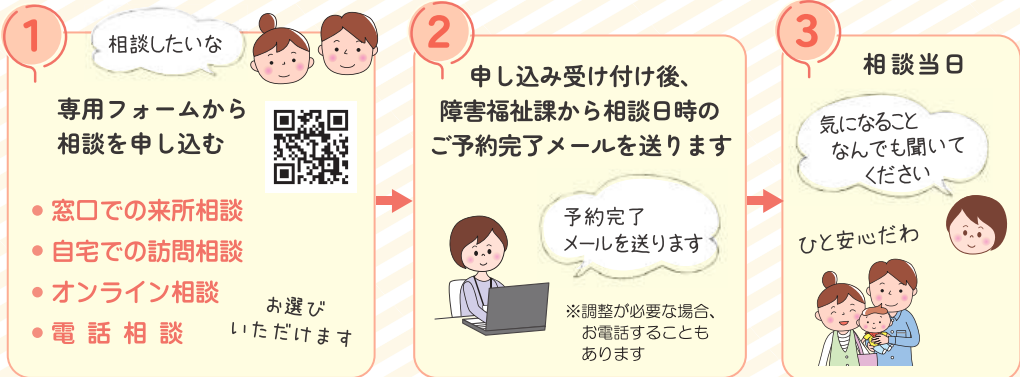 1
相談したいな
専用フォームから
相談を申し込む
● 窓口での来所相談
● 自宅での訪問相談
● オンライン相談
● 電話相談
お選び
いただけます
2
申し込み受け付け後、
障害福祉課から相談日時の
ご予約完了メールを送ります
予約完了
メールを送ります
※調整が必要な場合、
お電話することも
あります
3
相談当日
気になること
なんでも聞いて
ください
ひと安心だわ